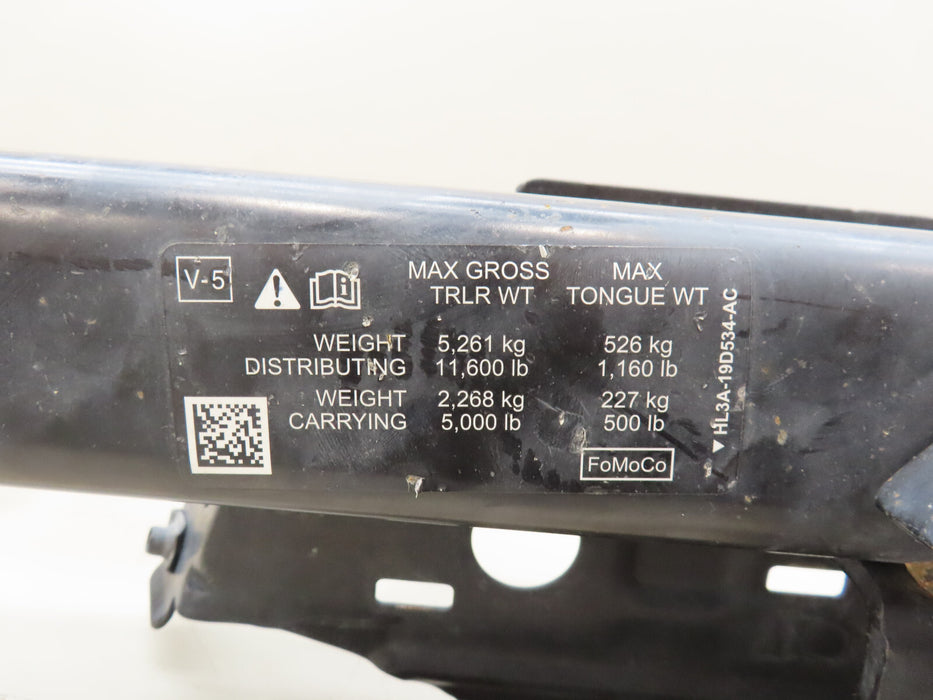 V-5
MAX GROSS MAX
TRLR WT TONGUE WT
WEIGHT 5,261 kg 526 kg
DISTRIBUTING 11,600 lb 1,160 lb
WEIGHT 2,268 kg 227 kg
CARRYING 5,000 lb 500 lb
FoMoCo
HL3A-19D534-AC